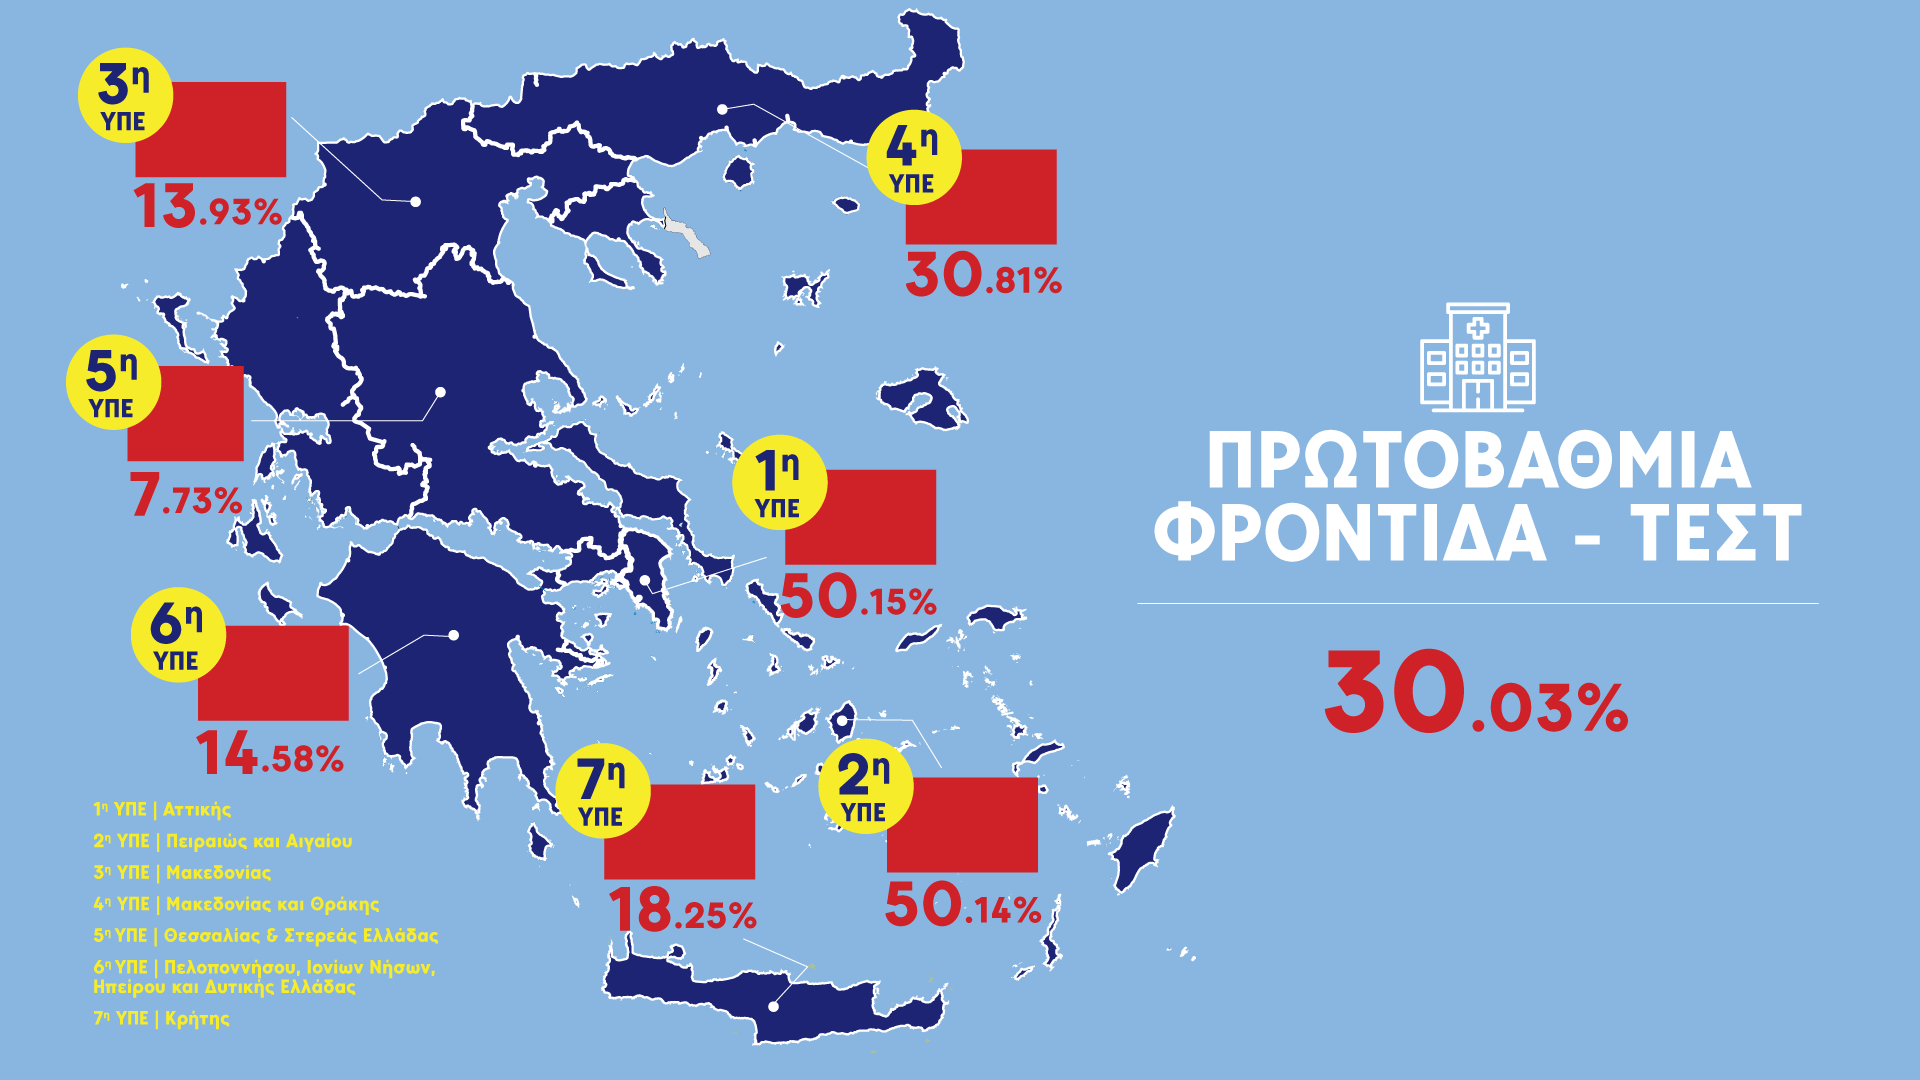 3η
ΥΠΕ
13.93%
4η
ΥΠΕ
30.81%
5η
ΥΠΕ
7.73%
1η
ΥΠΕ
50.15%
6η
ΥΠΕ
14.58%
7η
ΥΠΕ
18.25%
2η
ΥΠΕ
50.14%
1η ΥΠΕ | Αττικής
2η ΥΠΕ | Πειραιώς και Αιγαίου
3η ΥΠΕ | Μακεδονίας
4η ΥΠΕ | Μακεδονίας και Θράκης
5η ΥΠΕ | Θεσσαλίας & Στερεάς Ελλάδας
6η ΥΠΕ | Πελοποννήσου, Ιονίων Νήσων,
Ηπείρου και Δυτικής Ελλάδας
7η ΥΠΕ | Κρήτης
ΠΡΩΤΟΒΑΘΜΙΑ
ΦΡΟΝΤΙΔΑ - ΤΕΣΤ
30.03%